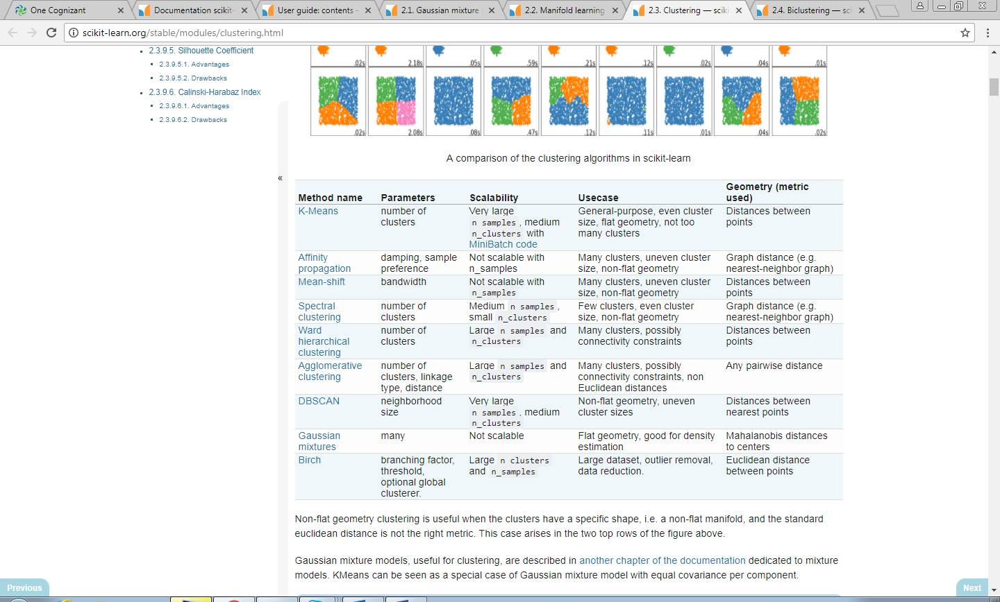 One Cognizant
Documentation scikit-
User guide: contents —
2.1. Gaussian mixture
2.2. Manifold learning
2.3. Clustering — scik
2.4. Biclustering — sci
scikit-learn.org/stable/modules/clustering.html
2.3.9.5. Silhouette Coefficient
2.3.9.5.1. Advantages
2.3.9.5.2. Drawbacks
2.3.9.6. Calinski-Harabaz Index
2.3.9.6.1. Advantages
2.3.9.6.2. Drawbacks
«
.02s 2.18s .05s .59s .21s .12s .02s .04s .01s
.02s 2.08s .08s .47s .12s .11s .01s .04s .02s
A comparison of the clustering algorithms in scikit-learn
Method name Parameters Scalability Usecase Geometry (metric
used)
K-Means number of Very large General-purpose, even cluster Distances between
clusters n_samples, medium size, flat geometry, not too points
n_clusters with many clusters
MiniBatch code
Affinity damping, sample Not scalable with Many clusters, uneven cluster Graph distance (e.g.
propagation preference n_samples size, non-flat geometry nearest-neighbor graph)
Mean-shift bandwidth Not scalable with Many clusters, uneven cluster Distances between
n_samples size, non-flat geometry points
Spectral number of Medium n_samples, Few clusters, even cluster Graph distance (e.g.
clustering clusters small n_clusters size, non-flat geometry nearest-neighbor graph)
Ward number of Large n_samples and Many clusters, possibly Distances between
hierarchical clusters n_clusters connectivity constraints points
clustering
Agglomerative number of Large n_samples and Many clusters, possibly Any pairwise distance
clustering clusters, linkage n_clusters connectivity constraints, non
type, distance Euclidean distances
DBSCAN neighborhood Very large Non-flat geometry, uneven Distances between
size n_samples, medium cluster sizes nearest points
n_clusters
Gaussian many Not scalable Flat geometry, good for density Mahalanobis distances
mixtures estimation to centers
Birch branching factor, Large n_clusters Large dataset, outlier removal, Euclidean distance
threshold, and n_samples data reduction. between points
optional global
clusterer.
Non-flat geometry clustering is useful when the clusters have a specific shape, i.e. a non-flat manifold, and the standard
euclidean distance is not the right metric. This case arises in the two top rows of the figure above.
Gaussian mixture models, useful for clustering, are described in another chapter of the documentation dedicated to mixture
models. KMeans can be seen as a special case of Gaussian mixture model with equal covariance per component.
Previous
Next